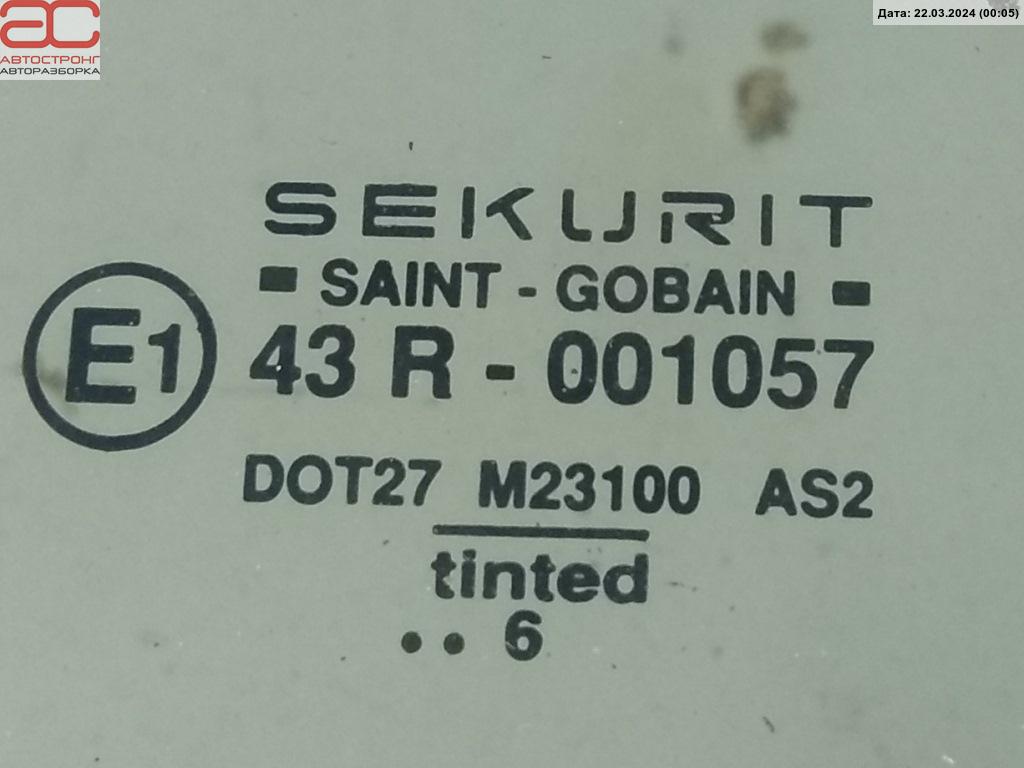 АС
АВТОСТРОНГ
АВТОРАЗБОРКА
Дата: 22.03.2024 (00:05)
SEKURIT
SAINT - GOBAIN
E1 43 R - 001057
DOT27 M23100 AS2
tinted
.. 6